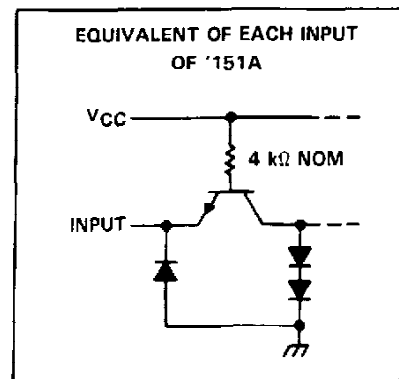 EQUIVALENT OF EACH INPUT
OF '151A
VCC
4 kΩ NOM
INPUT